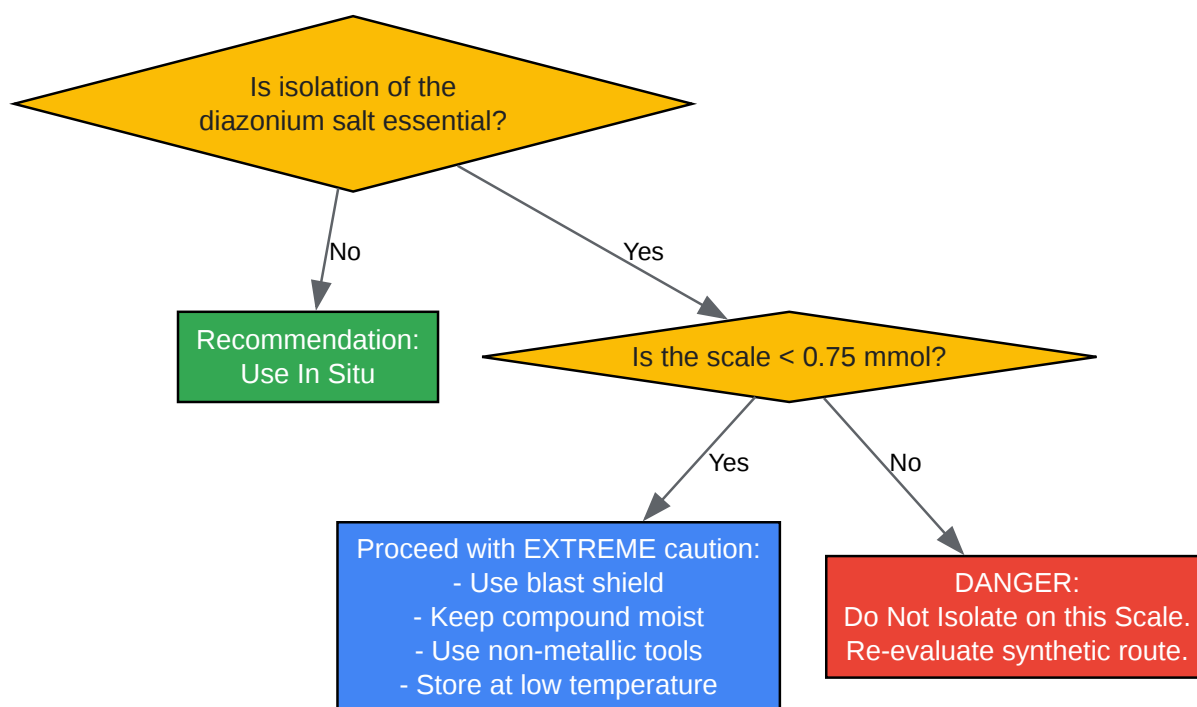 Is isolation of the
diazonium salt essential?
No
Yes
Recommendation:
Use In Situ
Is the scale < 0.75 mmol?
Yes
No
Proceed with EXTREME caution:
- Use blast shield
- Keep compound moist
- Use non-metallic tools
- Store at low temperature
DANGER:
Do Not Isolate on this Scale.
Re-evaluate synthetic route.